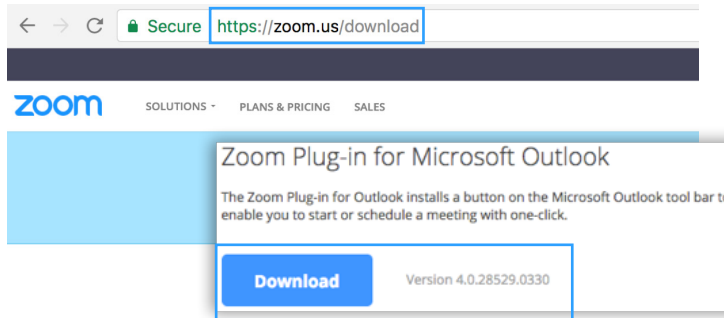 Secure https://zoom.us/download
zoom SOLUTIONS PLANS & PRICING SALES
Zoom Plug-in for Microsoft Outlook
The Zoom Plug-in for Outlook installs a button on the Microsoft Outlook tool bar to
enable you to start or schedule a meeting with one-click.
Download Version 4.0.28529.0330